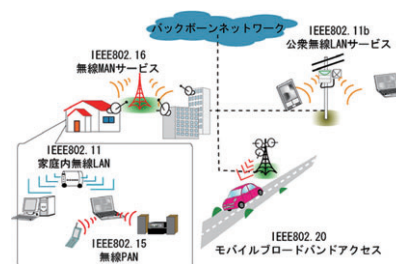 バックボーンネットワーク
IEEE802.11b
公衆無線LANサービス
IEEE802.16
無線MANサービス
IEEE802.11
家庭内無線LAN
IEEE802.15
無線PAN
IEEE802.20
モバイルブロードバンドアクセス